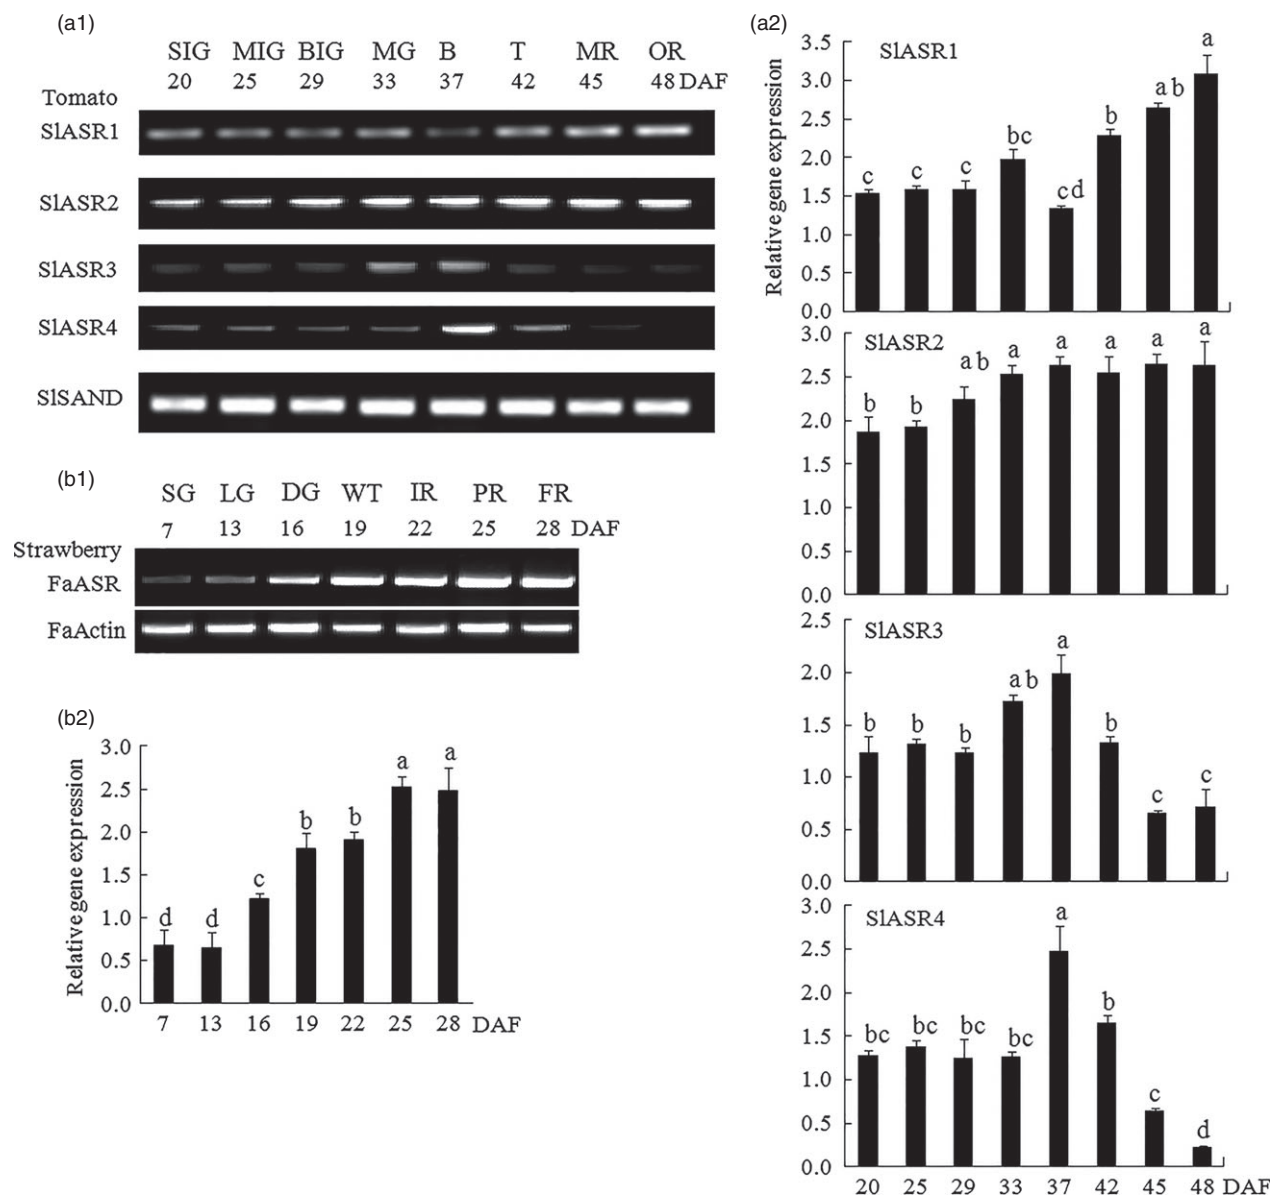 (a1)
SIG MIG BIG MG B T MR OR
20 25 29 33 37 42 45 48 DAF
Tomato
SlASR1
SlASR2
SlASR3
SlASR4
SlSAND
(b1)
SG LG DG WT IR PR FR
7 13 16 19 22 25 28 DAF
Strawberry
FaASR
FaActin
(b2)
Relative gene expression
3.0
2.5
2.0
1.5
1.0
0.5
0.0
d d c b b a a
7 13 16 19 22 25 28 DAF
(a2)
Relative gene expression
SlASR1
3.5
3.0
2.5
2.0
1.5
1.0
0.5
0.0
c c c bc cd b ab a
SlASR2
3.0
2.5
2.0
1.5
1.0
0.5
0.0
b b ab a a a a a
SlASR3
2.5
2.0
1.5
1.0
0.5
0.0
b b b ab a b c c
SlASR4
3.0
2.5
2.0
1.5
1.0
0.5
0.0
bc bc bc bc a b c d
20 25 29 33 37 42 45 48 DAF